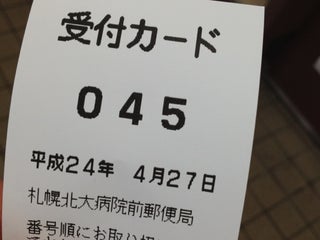 受付カード
045
平成24年 4月27日
札幌北大病院前郵便局
番号順にお取り扱